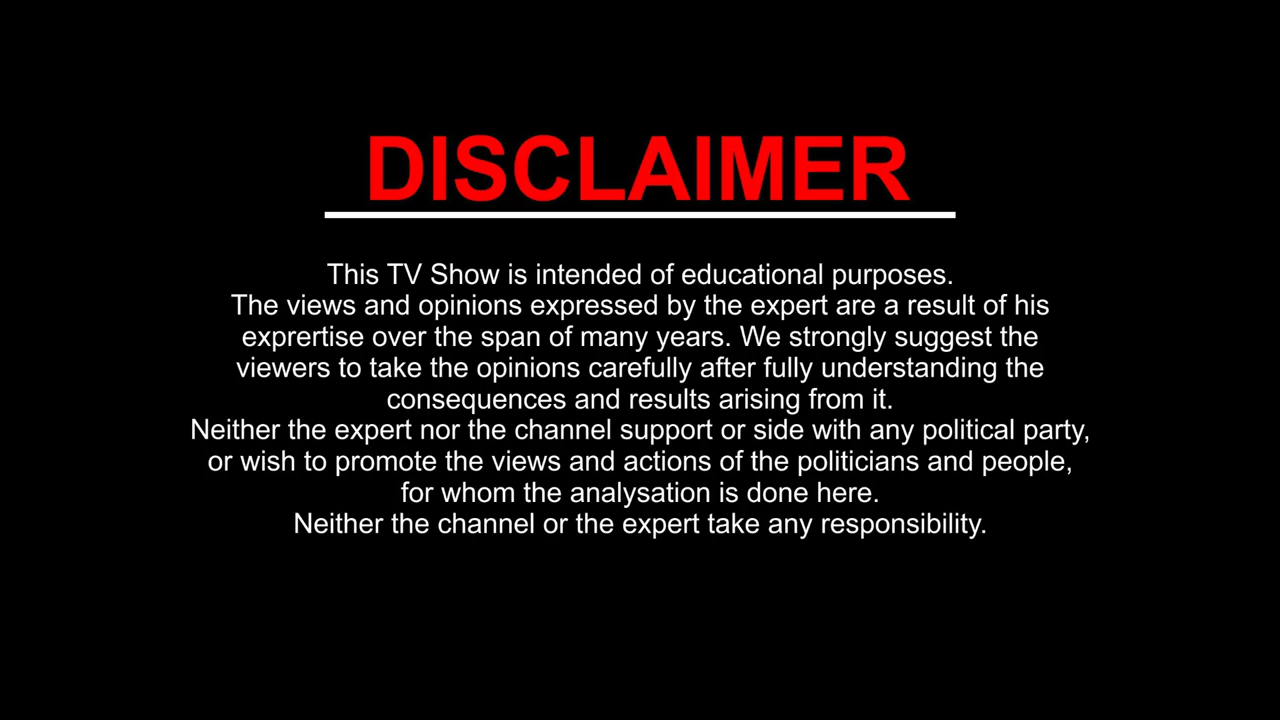 DISCLAIMER
This TV Show is intended of educational purposes.
The views and opinions expressed by the expert are a result of his
exprertise over the span of many years. We strongly suggest the
viewers to take the opinions carefully after fully understanding the
consequences and results arising from it.
Neither the expert nor the channel support or side with any political party,
or wish to promote the views and actions of the politicians and people,
for whom the analysation is done here.
Neither the channel or the expert take any responsibility.